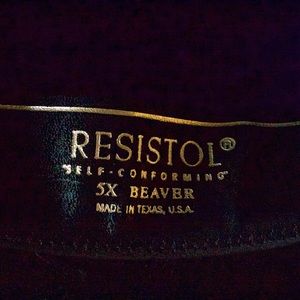 RESISTOL®
"SELF-CONFORMING"
5X BEAVER
MADE IN TEXAS, U.S.A.